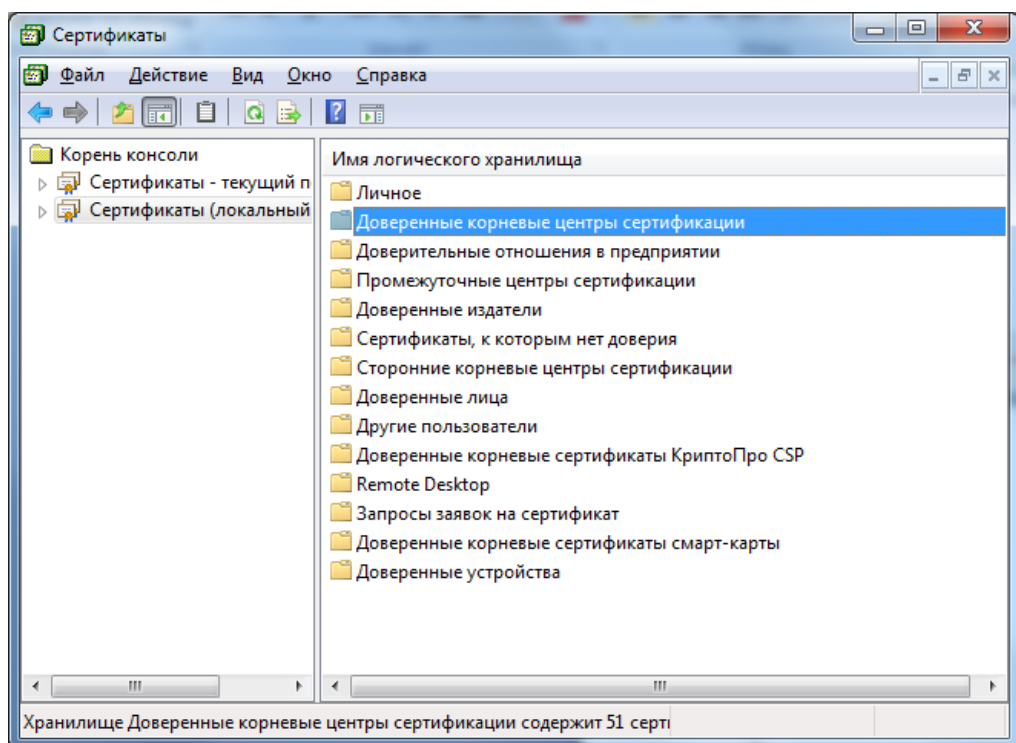 Сертификаты
Файл Действие Вид Окно Справка
Корень консоли
Сертификаты - текущий п
Сертификаты (локальный
Имя логического хранилища
Личное
Доверенные корневые центры сертификации
Доверительные отношения в предприятии
Промежуточные центры сертификации
Доверенные издатели
Сертификаты, к которым нет доверия
Сторонние корневые центры сертификации
Доверенные лица
Другие пользователи
Доверенные корневые сертификаты КриптоПро CSP
Remote Desktop
Запросы заявок на сертификат
Доверенные корневые сертификаты смарт-карты
Доверенные устройства
Хранилище Доверенные корневые центры сертификации содержит 51 серти